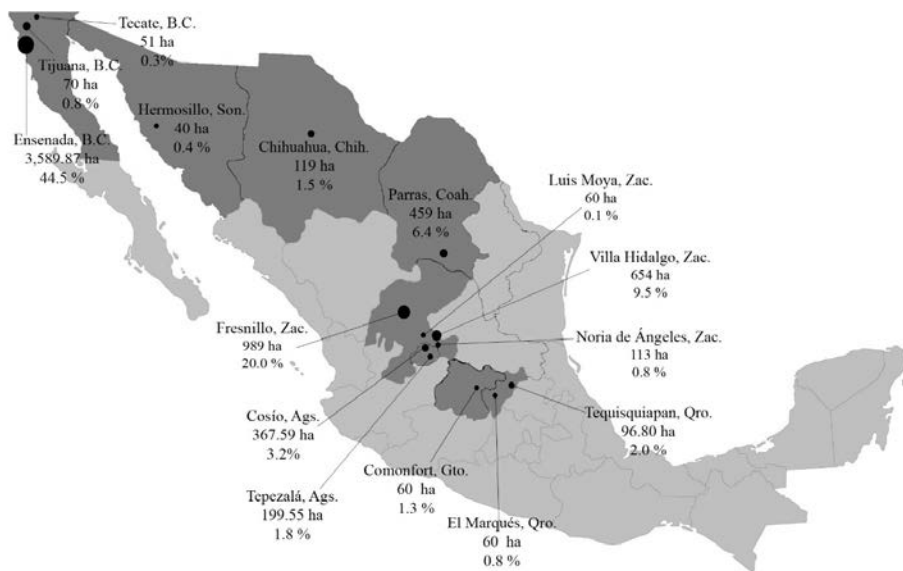 Tecate, B.C.
51 ha
0.3%
Tijuana, B.C.
70 ha
0.8 %
Ensenada, B.C.
3,589.87 ha
44.5 %
Hermosillo, Son.
40 ha
0.4 %
Chihuahua, Chih.
119 ha
1.5 %
Parras, Coah.
459 ha
6.4 %
Luis Moya, Zac.
60 ha
0.1 %
Villa Hidalgo, Zac.
654 ha
9.5 %
Fresnillo, Zac.
989 ha
20.0 %
Noria de Ángeles, Zac.
113 ha
0.8 %
Cosío, Ags.
367.59 ha
3.2%
Tequisquiapan, Qro.
96.80 ha
2.0 %
Comonfort, Gto.
60 ha
1.3 %
Tepezalá, Ags.
199.55 ha
1.8 %
El Marqués, Qro.
60 ha
0.8 %